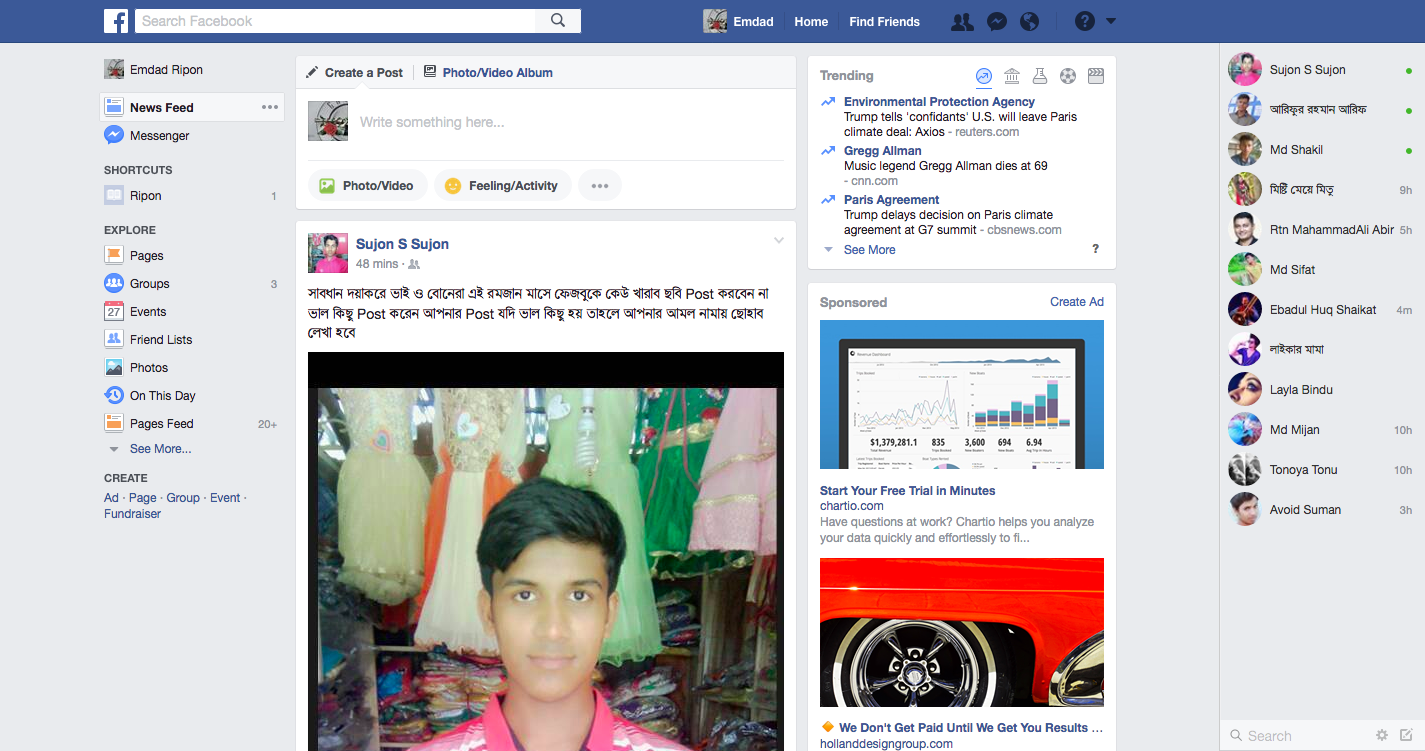 Search Facebook
Emdad
Home
Find Friends
Emdad Ripon
News Feed
Messenger
SHORTCUTS
Ripon 1
EXPLORE
Pages
Groups 3
27 Events
Friend Lists
Photos
On This Day
Pages Feed 20+
See More...
CREATE
Ad · Page · Group · Event ·
Fundraiser
Create a Post
Photo/Video Album
Write something here...
Photo/Video
Feeling/Activity
Sujon S Sujon
48 mins ·
সাবধান দয়াকরে ভাই ও বোনেরা এই রমজান মাসে ফেজবুকে কেউ খারাব ছবি Post করবেন না
ভাল কিছু Post করেন আপনার Post যদি ভাল কিছু হয় তাহলে আপনার আমল নামায় ছোহাব
লেখা হবে
Trending
Environmental Protection Agency
Trump tells 'confidants' U.S. will leave Paris
climate deal: Axios - reuters.com
Gregg Allman
Music legend Gregg Allman dies at 69
- cnn.com
Paris Agreement
Trump delays decision on Paris climate
agreement at G7 summit - cbsnews.com
See More ?
Sponsored
Create Ad
Revenue Dashboard
$1,379,281.1 835 3,600 694 6.94
Start Your Free Trial in Minutes
chartio.com
Have questions at work? Chartio helps you analyze
your data quickly and effortlessly to fi...
We Don't Get Paid Until We Get You Results ...
hollanddesigngroup.com
Sujon S Sujon
আরিফুর রহমান আরিফ
Md Shakil
মিষ্টি মেয়ে মিতু 9h
Rtn MahammadAli Abir 5h
Md Sifat
Ebadul Huq Shaikat 4m
লাইকার মামা
Layla Bindu
Md Mijan 10h
Tonoya Tonu 10h
Avoid Suman 3h
Search